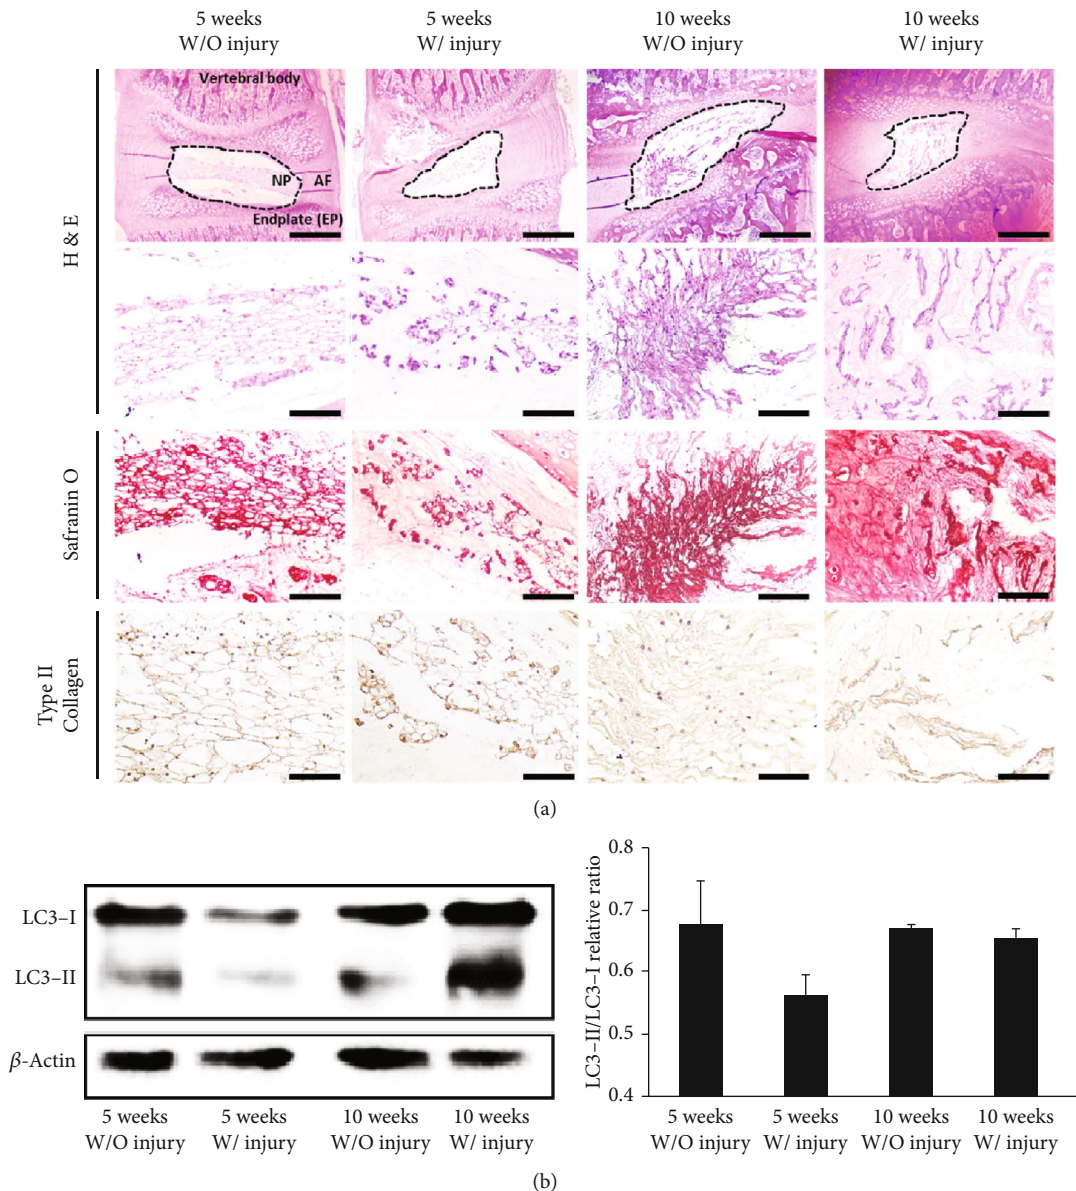 5 weeks
W/O injury
5 weeks
W/ injury
10 weeks
W/O injury
10 weeks
W/ injury
H & E
Vertebral body
NP
AF
Endplate (EP)
Safranin O
Type II
Collagen
(a)
LC3–I
LC3–II
β-Actin
5 weeks
W/O injury
5 weeks
W/ injury
10 weeks
W/O injury
10 weeks
W/ injury
LC3–II/LC3–I relative ratio
0.8
0.7
0.6
0.5
0.4
5 weeks
W/O injury
5 weeks
W/ injury
10 weeks
W/O injury
10 weeks
W/ injury
(b)